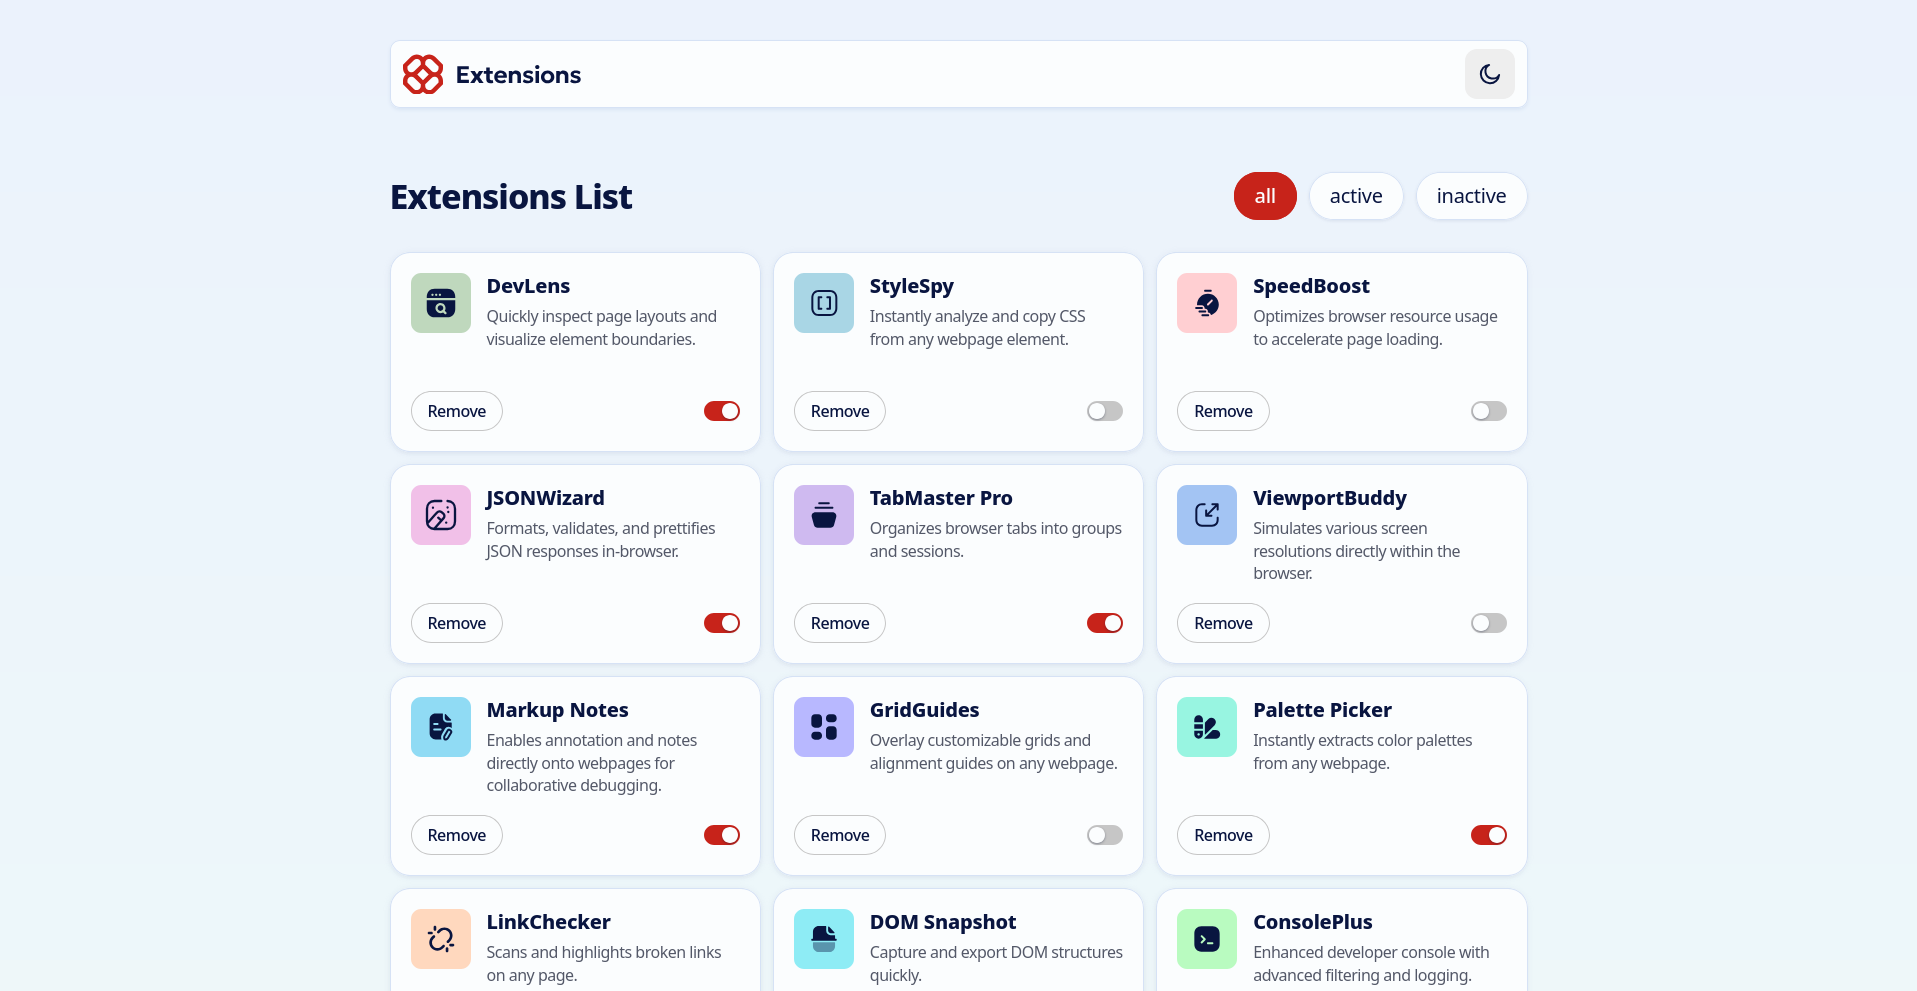 Extensions
Extensions List
all
active
inactive
DevLens
Quickly inspect page layouts and
visualize element boundaries.
Remove
StyleSpy
Instantly analyze and copy CSS
from any webpage element.
Remove
SpeedBoost
Optimizes browser resource usage
to accelerate page loading.
Remove
JSONWizard
Formats, validates, and prettifies
JSON responses in-browser.
Remove
TabMaster Pro
Organizes browser tabs into groups
and sessions.
Remove
ViewportBuddy
Simulates various screen
resolutions directly within the
browser.
Remove
Markup Notes
Enables annotation and notes
directly onto webpages for
collaborative debugging.
Remove
GridGuides
Overlay customizable grids and
alignment guides on any webpage.
Remove
Palette Picker
Instantly extracts color palettes
from any webpage.
Remove
LinkChecker
Scans and highlights broken links
on any page.
DOM Snapshot
Capture and export DOM structures
quickly.
ConsolePlus
Enhanced developer console with
advanced filtering and logging.